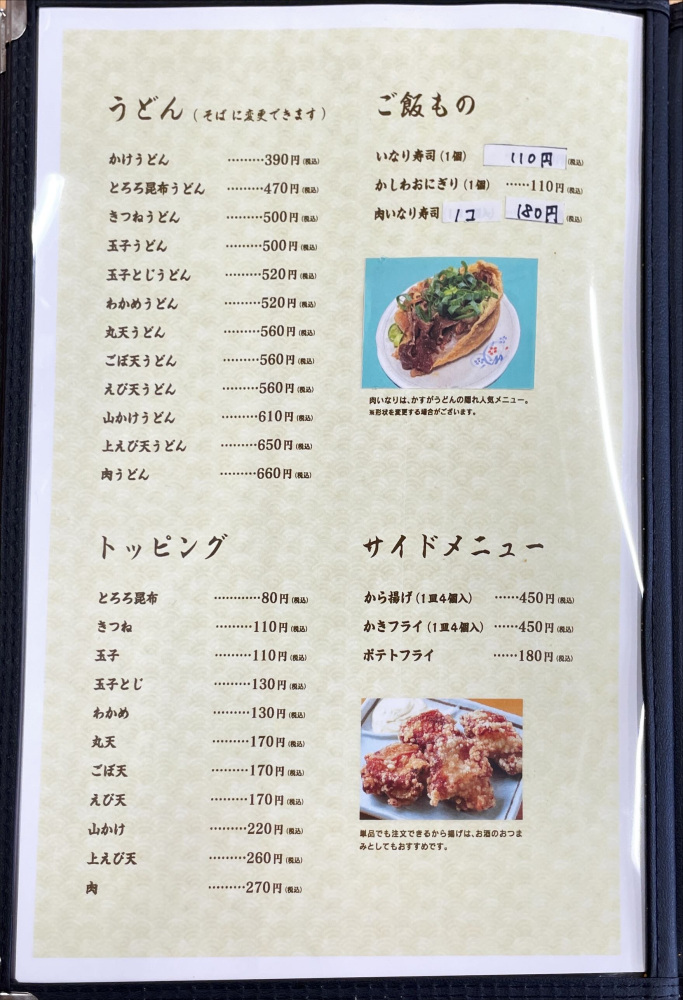 うどん（そばに変更できます）
かけうどん ………390円(税込)
とろろ昆布うどん ………470円(税込)
きつねうどん ………500円(税込)
玉子うどん ………500円(税込)
玉子とじうどん ………520円(税込)
わかめうどん ………520円(税込)
丸天うどん ………560円(税込)
ごぼ天うどん ………560円(税込)
えび天うどん ………560円(税込)
山かけうどん ………610円(税込)
上えび天うどん ………650円(税込)
肉うどん ………660円(税込)
ご飯もの
いなり寿司(1個) 110円(税込)
かしわおにぎり(1個) ……110円(税込)
肉いなり寿司 1コ 180円(税込)
肉いなりは、かすがうどんの隠れ人気メニュー。
※形状を変更する場合がございます。
トッピング
とろろ昆布 …………80円(税込)
きつね ………110円(税込)
玉子 ………110円(税込)
玉子とじ ………130円(税込)
わかめ ………130円(税込)
丸天 ………170円(税込)
ごぼ天 ………170円(税込)
えび天 ………170円(税込)
山かけ ………220円(税込)
上えび天 ………260円(税込)
肉 ………270円(税込)
サイドメニュー
から揚げ(1皿4個入) ……450円(税込)
かきフライ(1皿4個入) ……450円(税込)
ポテトフライ ……180円(税込)
単品でも注文できるから揚げは、お酒のおつま
みとしてもおすすめです。